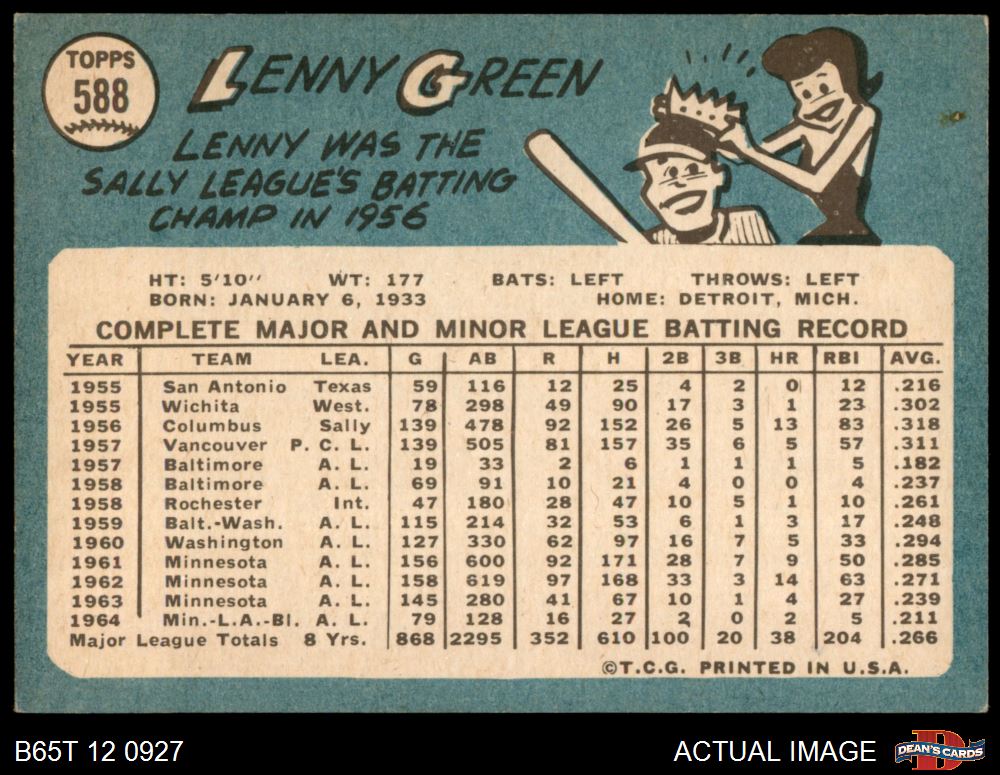 TOPPS
588
LENNY GREEN
LENNY WAS THE
SALLY LEAGUE'S BATTING
CHAMP IN 1956
HT: 5'10'' WT: 177 BATS: LEFT THROWS: LEFT
BORN: JANUARY 6, 1933 HOME: DETROIT, MICH.
COMPLETE MAJOR AND MINOR LEAGUE BATTING RECORD
YEAR TEAM LEA. G AB R H 2B 3B HR RBI AVG.
1955 San Antonio Texas 59 116 12 25 4 2 0 12 .216
1955 Wichita West. 78 298 49 90 17 3 1 23 .302
1956 Columbus Sally 139 478 92 152 26 5 13 83 .318
1957 Vancouver P. C. L. 139 505 81 157 35 6 5 57 .311
1957 Baltimore A. L. 19 33 2 6 1 1 1 5 .182
1958 Baltimore A. L. 69 91 10 21 4 0 0 4 .237
1958 Rochester Int. 47 180 28 47 10 5 1 10 .261
1959 Balt.-Wash. A. L. 115 214 32 53 6 1 3 17 .248
1960 Washington A. L. 127 330 62 97 16 7 5 33 .294
1961 Minnesota A. L. 156 600 92 171 28 7 9 50 .285
1962 Minnesota A. L. 158 619 97 168 33 3 14 63 .271
1963 Minnesota A. L. 145 280 41 67 10 1 4 27 .239
1964 Min.-L.A.-Bl. A. L. 79 128 16 27 2 0 2 5 .211
Major League Totals 8 Yrs. 868 2295 352 610 100 20 38 204 .266
©T.C.G. PRINTED IN U.S.A.
B65T 12 0927 ACTUAL IMAGE DEAN'S CARDS